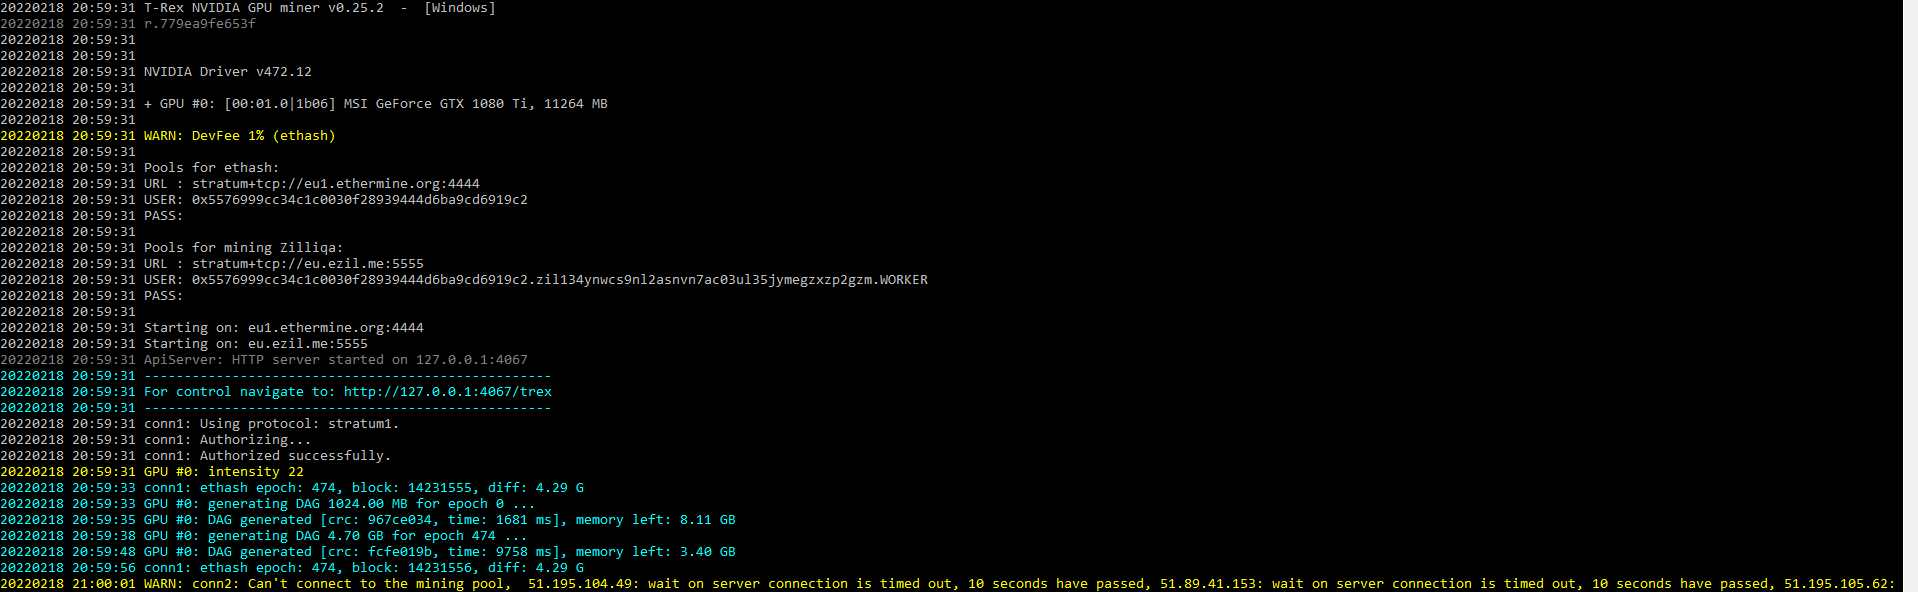 20220218 20:59:31 T-Rex NVIDIA GPU miner v0.25.2  -  [Windows]
20220218 20:59:31 r.779ea9fe653f
20220218 20:59:31
20220218 20:59:31
20220218 20:59:31 NVIDIA Driver v472.12
20220218 20:59:31
20220218 20:59:31 + GPU #0: [00:01.0|1b06] MSI GeForce GTX 1080 Ti, 11264 MB
20220218 20:59:31
20220218 20:59:31 WARN: DevFee 1% (ethash)
20220218 20:59:31
20220218 20:59:31 Pools for ethash:
20220218 20:59:31 URL : stratum+tcp://eu1.ethermine.org:4444
20220218 20:59:31 USER: 0x5576999cc34c1c0030f28939444d6ba9cd6919c2
20220218 20:59:31 PASS:
20220218 20:59:31
20220218 20:59:31 Pools for mining Zilliqa:
20220218 20:59:31 URL : stratum+tcp://eu.ezil.me:5555
20220218 20:59:31 USER: 0x5576999cc34c1c0030f28939444d6ba9cd6919c2.zil134ynwcs9nl2asnvn7ac03ul35jymegzxzp2gzm.WORKER
20220218 20:59:31 PASS:
20220218 20:59:31
20220218 20:59:31 Starting on: eu1.ethermine.org:4444
20220218 20:59:31 Starting on: eu.ezil.me:5555
20220218 20:59:31 ApiServer: HTTP server started on 127.0.0.1:4067
20220218 20:59:31 ---------------------------------------------------
20220218 20:59:31 For control navigate to: http://127.0.0.1:4067/trex
20220218 20:59:31 ---------------------------------------------------
20220218 20:59:31 conn1: Using protocol: stratum1.
20220218 20:59:31 conn1: Authorizing...
20220218 20:59:31 conn1: Authorized successfully.
20220218 20:59:31 GPU #0: intensity 22
20220218 20:59:33 conn1: ethash epoch: 474, block: 14231555, diff: 4.29 G
20220218 20:59:33 GPU #0: generating DAG 1024.00 MB for epoch 0 ...
20220218 20:59:35 GPU #0: DAG generated [crc: 967ce034, time: 1681 ms], memory left: 8.11 GB
20220218 20:59:38 GPU #0: generating DAG 4.70 GB for epoch 474 ...
20220218 20:59:48 GPU #0: DAG generated [crc: fcfe019b, time: 9758 ms], memory left: 3.40 GB
20220218 20:59:56 conn1: ethash epoch: 474, block: 14231556, diff: 4.29 G
20220218 21:00:01 WARN: conn2: Can't connect to the mining pool,  51.195.104.49: wait on server connection is timed out, 10 seconds have passed, 51.89.41.153: wait on server connection is timed out, 10 seconds have passed, 51.195.105.62: